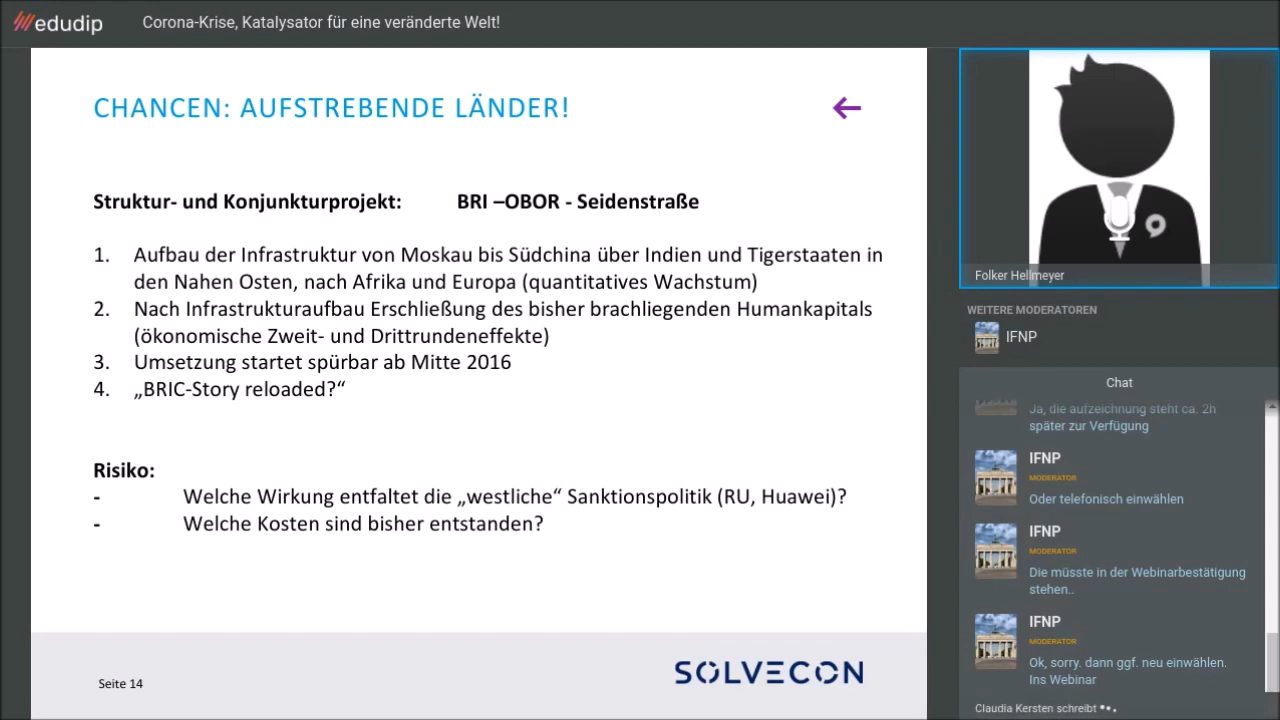 edudip
Corona-Krise, Katalysator für eine veränderte Welt!
CHANCEN: AUFSTREBENDE LÄNDER!
Struktur- und Konjunkturprojekt: BRI –OBOR - Seidenstraße
1. Aufbau der Infrastruktur von Moskau bis Südchina über Indien und Tigerstaaten in
den Nahen Osten, nach Afrika und Europa (quantitatives Wachstum)
2. Nach Infrastrukturaufbau Erschließung des bisher brachliegenden Humankapitals
(ökonomische Zweit- und Drittrundeneffekte)
3. Umsetzung startet spürbar ab Mitte 2016
4. „BRIC-Story reloaded?“
Risiko:
- Welche Wirkung entfaltet die „westliche“ Sanktionspolitik (RU, Huawei)?
- Welche Kosten sind bisher entstanden?
Seite 14
SOLVECON
Folker Hellmeyer
WEITERE MODERATOREN
IFNP
Chat
Ja, die aufzeichnung steht ca. 2h
später zur Verfügung
IFNP
MODERATOR
Oder telefonisch einwählen
IFNP
MODERATOR
Die müsste in der Webinarbestätigung
stehen..
IFNP
MODERATOR
Ok, sorry. dann ggf. neu einwählen.
Ins Webinar
Claudia Kersten schreibt